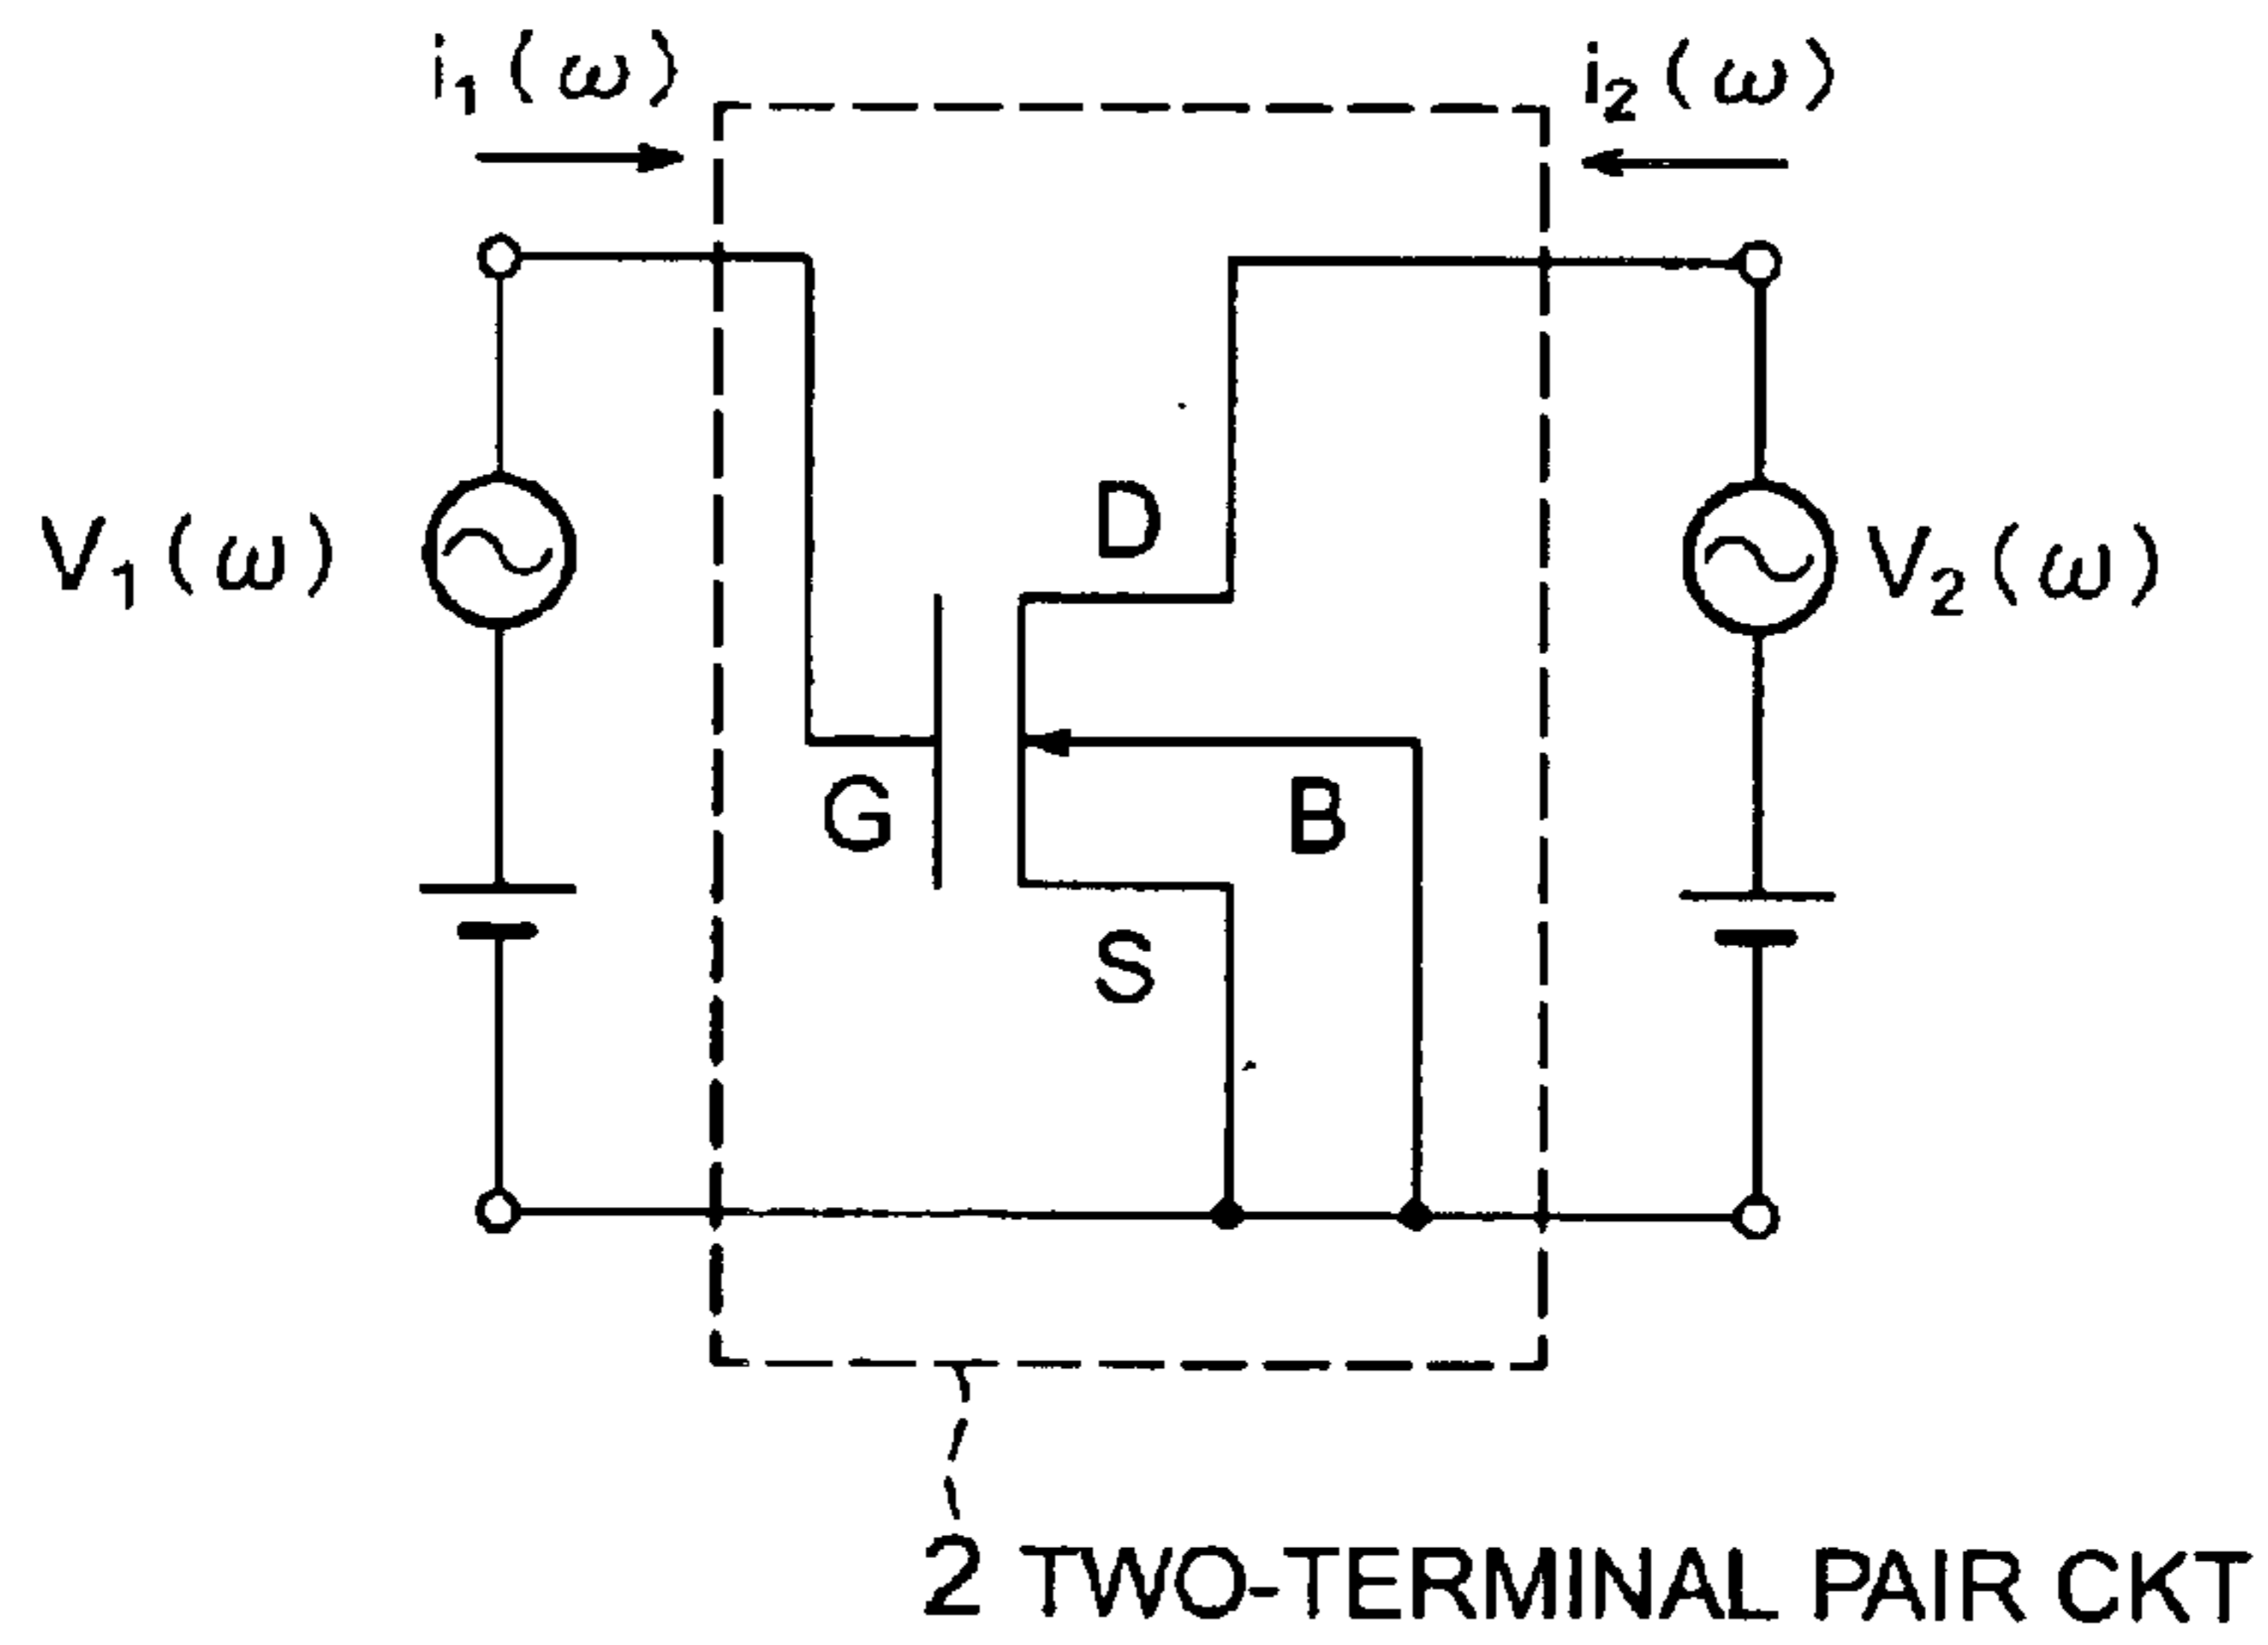 i1 (ω)
i2 (ω)
V1 (ω)
D
V2 (ω)
G
B
S
2 TWO-TERMINAL PAIR CKT